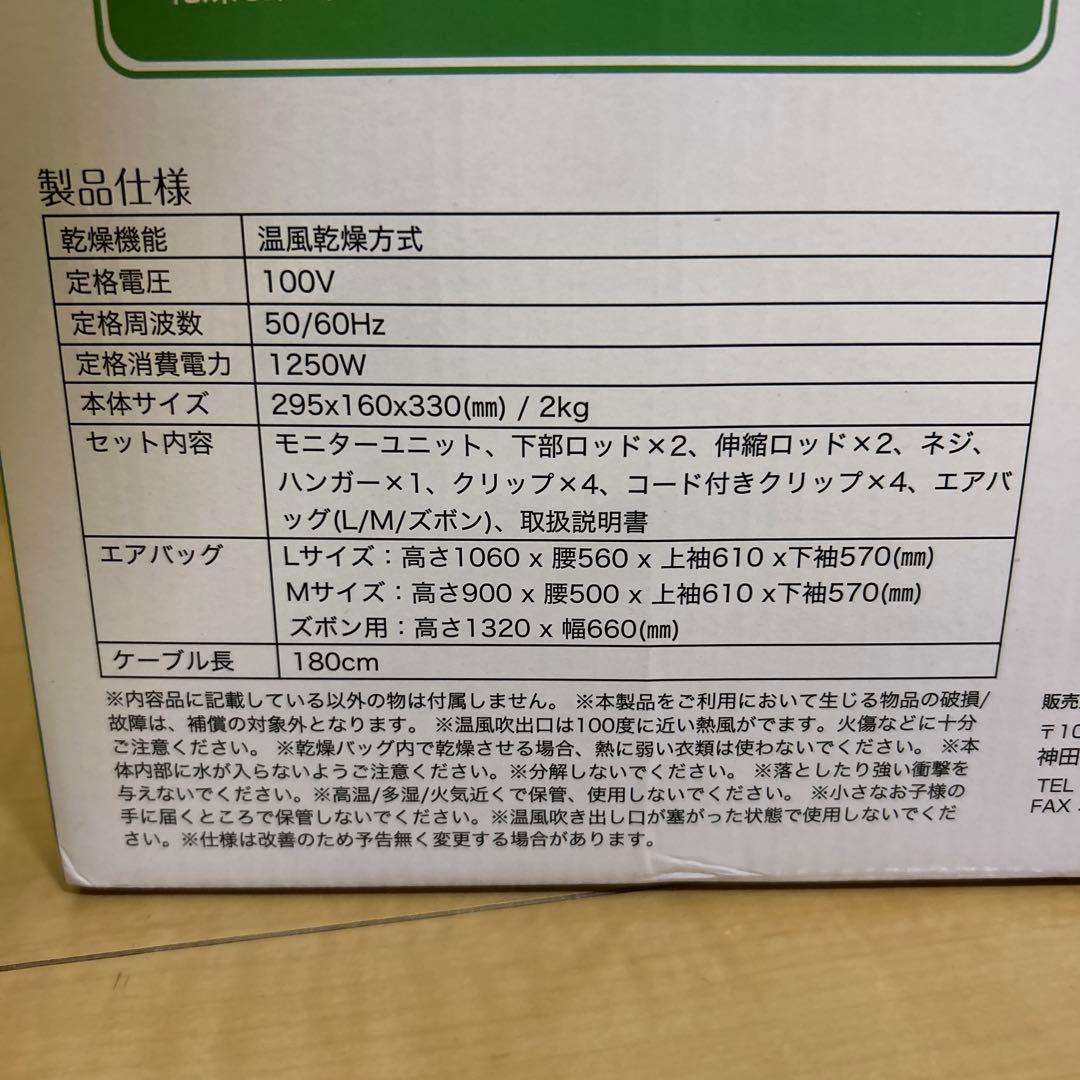 製品仕様
乾燥機能 温風乾燥方式
定格電圧 100V
定格周波数 50/60Hz
定格消費電力 1250W
本体サイズ 295x160x330(㎜) / 2kg
セット内容 モニターユニット、下部ロッド×2、伸縮ロッド×2、ネジ、
ハンガー×1、クリップ×4、コード付きクリップ×4、エアバ
ッグ(L/M/ズボン)、取扱説明書
エアバッグ Lサイズ：高さ1060 x 腰560 x 上袖610 x下袖570(㎜)
Mサイズ：高さ900 x 腰500 x 上袖610 x下袖570(㎜)
ズボン用：高さ1320 x 幅660(㎜)
ケーブル長 180cm
※内容品に記載している以外の物は付属しません。 ※本製品をご利用において生じる物品の破損/
故障は、補償の対象外となります。 ※温風吹出口は100度に近い熱風がでます。火傷などに十分
ご注意ください。 ※乾燥バッグ内で乾燥させる場合、熱に弱い衣類は使わないでください。 ※本
体内部に水が入らないようご注意ください。※分解しないでください。 ※落としたり強い衝撃を
与えないでください。※高温/多湿/火気近くで保管、使用しないでください。 ※小さなお子様の
手に届くところで保管しないでください。※温風吹き出し口が塞がった状態で使用しないでくだ
さい。※仕様は改善のため予告無く変更する場合があります。
販売
〒10
神田
TEL
FAX